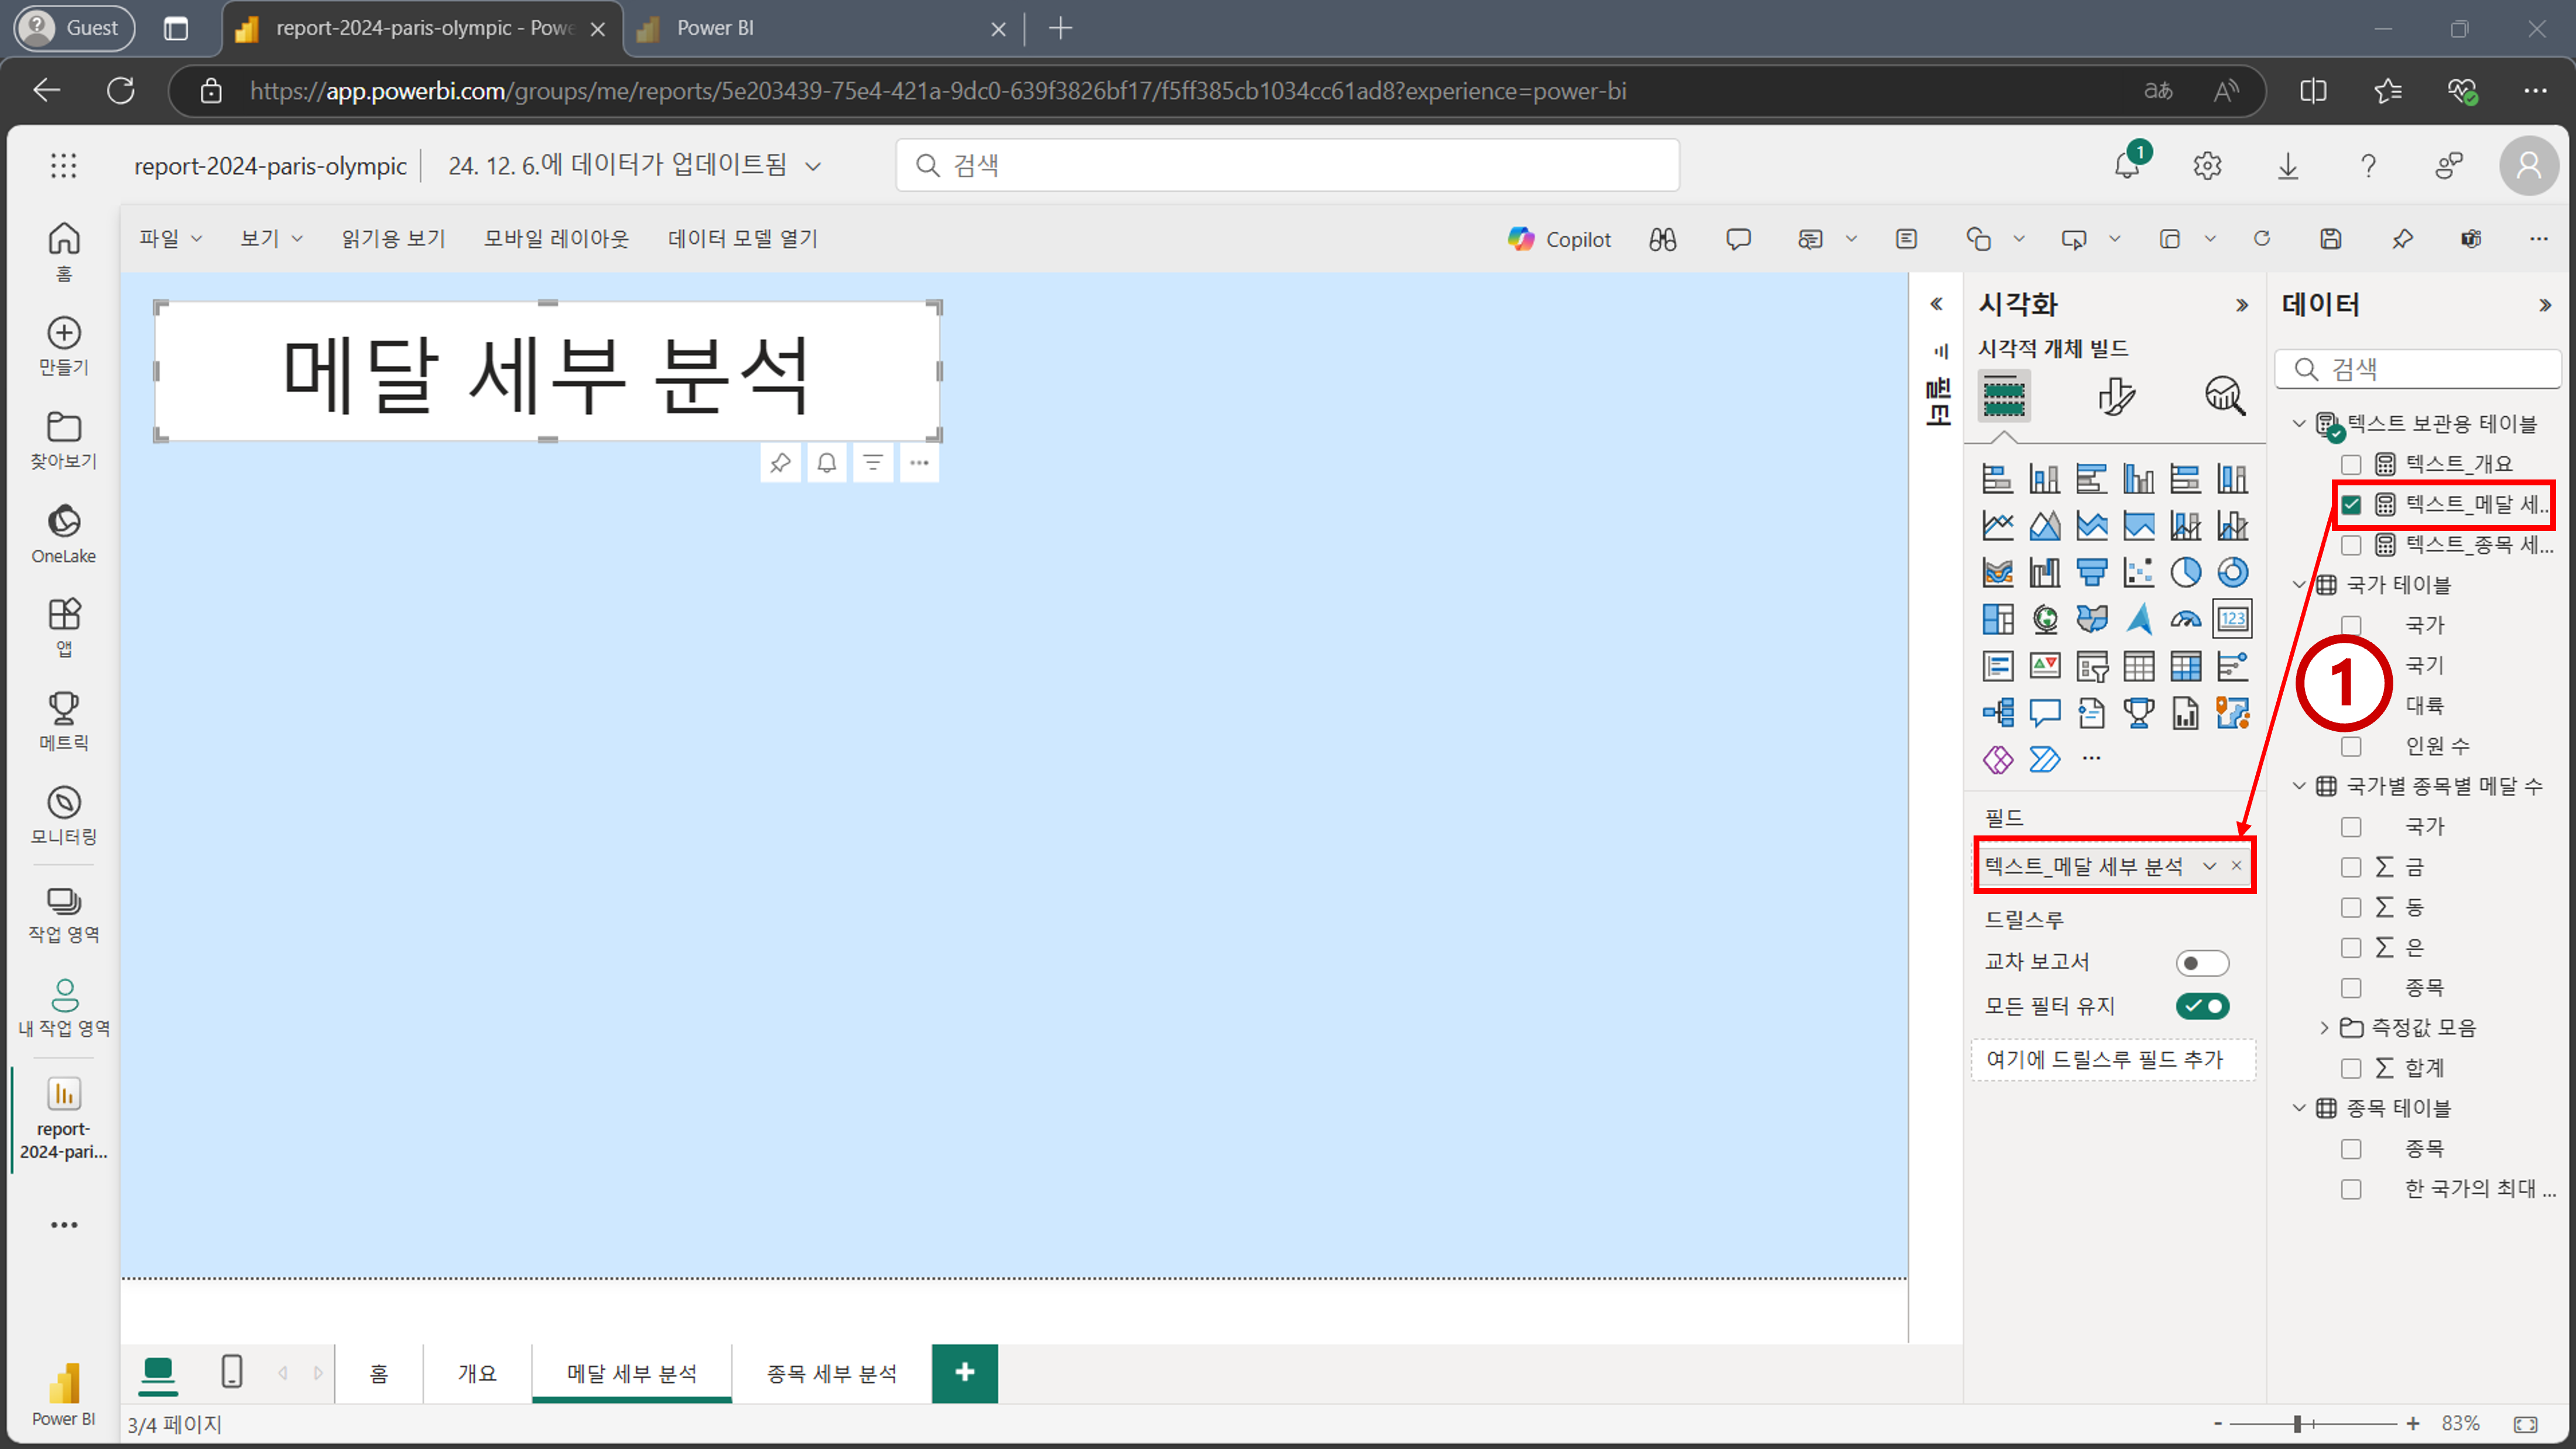 Guest
report-2024-paris-olympic - Powe
Power BI
https://app.powerbi.com/groups/me/reports/5e203439-75e4-421a-9dc0-639f3826bf17/f5ff385cb1034cc61ad8?experience=power-bi
report-2024-paris-olympic
24. 12. 6.에 데이터가 업데이트됨
검색
1
파일
보기
읽기용 보기
모바일 레이아웃
데이터 모델 열기
Copilot
홈
만들기
찾아보기
OneLake
앱
메트릭
모니터링
작업 영역
내 작업 영역
report-
2024-pari...
Power BI
메달 세부 분석
필터
시각화
시각적 개체 빌드
123
필드
텍스트_메달 세부 분석
드릴스루
교차 보고서
모든 필터 유지
여기에 드릴스루 필드 추가
데이터
검색
텍스트 보관용 테이블
텍스트_개요
텍스트_메달 세...
텍스트_종목 세...
국가 테이블
국가
국기
대륙
인원 수
1
국가별 종목별 메달 수
국가
금
동
은
종목
측정값 모음
합계
종목 테이블
종목
한 국가의 최대 ...
홈
개요
메달 세부 분석
종목 세부 분석
3/4 페이지
83%